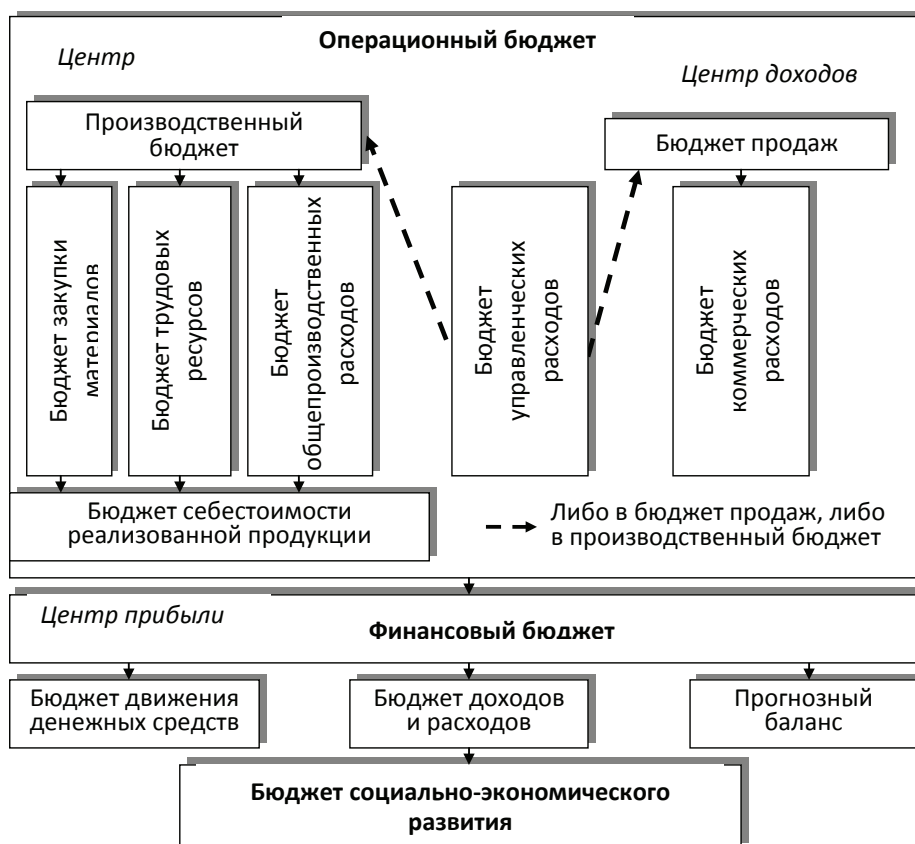 Операционный бюджет
Центр
Центр доходов
Производственный
бюджет
Бюджет продаж
Бюджет закупки
материалов
Бюджет трудовых
ресурсов
Бюджет
общепроизводственных
расходов
Бюджет
управленческих
расходов
Бюджет
коммерческих
расходов
Бюджет себестоимости
реализованной продукции
Либо в бюджет продаж, либо
в производственный бюджет
Центр прибыли
Финансовый бюджет
Бюджет движения
денежных средств
Бюджет доходов
и расходов
Прогнозный
баланс
Бюджет социально-экономического
развития